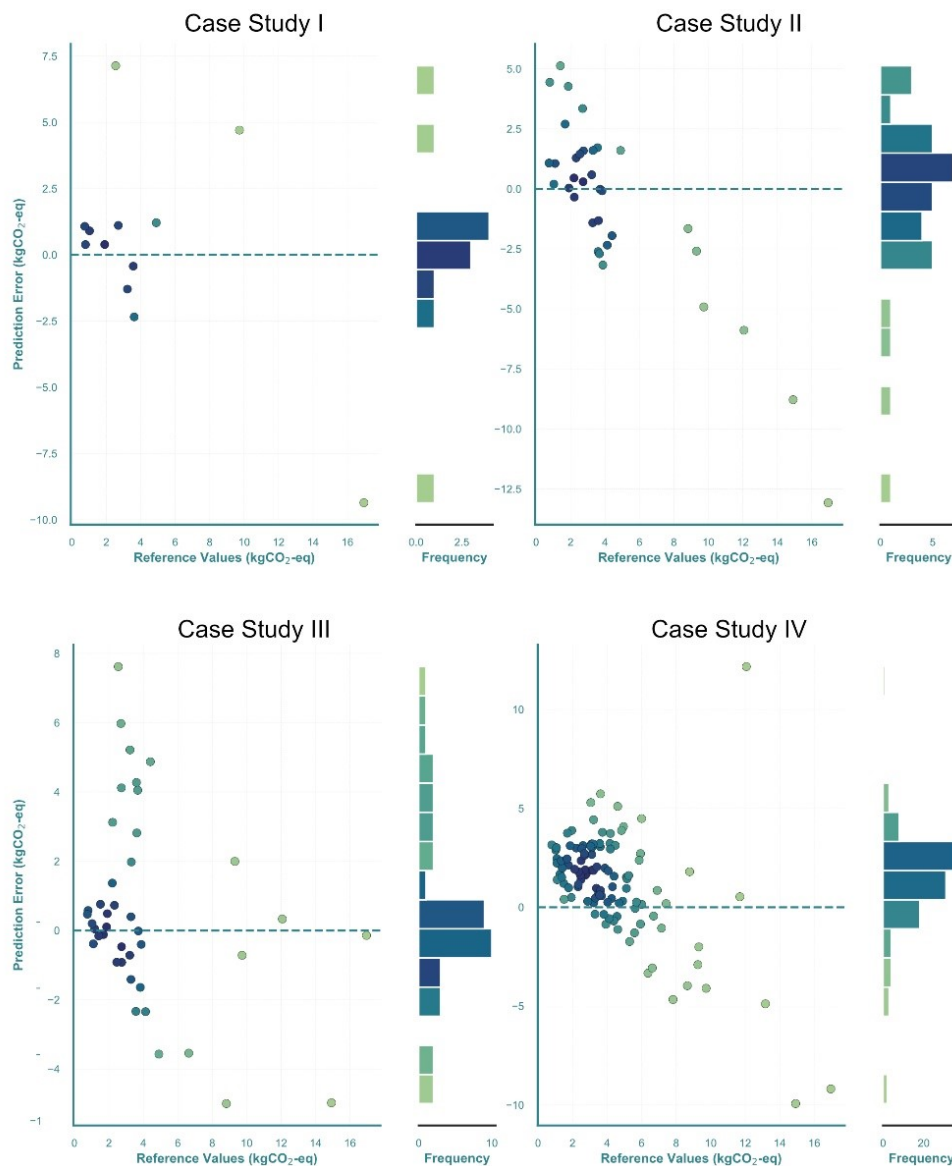 Case Study I
7.5
5.0
2.5
0.0
−2.5
−5.0
−7.5
−10.0
Prediction Error (kgCO₂-eq)
0 2 4 6 8 10 12 14 16
Reference Values (kgCO₂-eq)
0.0 2.5
Frequency
Case Study II
5.0
2.5
0.0
−2.5
−5.0
−7.5
−10.0
−12.5
0 2 4 6 8 10 12 14 16
Reference Values (kgCO₂-eq)
0 5
Frequency
Case Study III
8
6
4
2
0
−2
−4
−1
Prediction Error (kgCO₂-eq)
0 2 4 6 8 10 12 14 16
Reference Values (kgCO₂-eq)
0 10
Frequency
Case Study IV
10
5
0
−5
−10
0 2 4 6 8 10 12 14 16
Reference Values (kgCO₂-eq)
0 20
Frequency